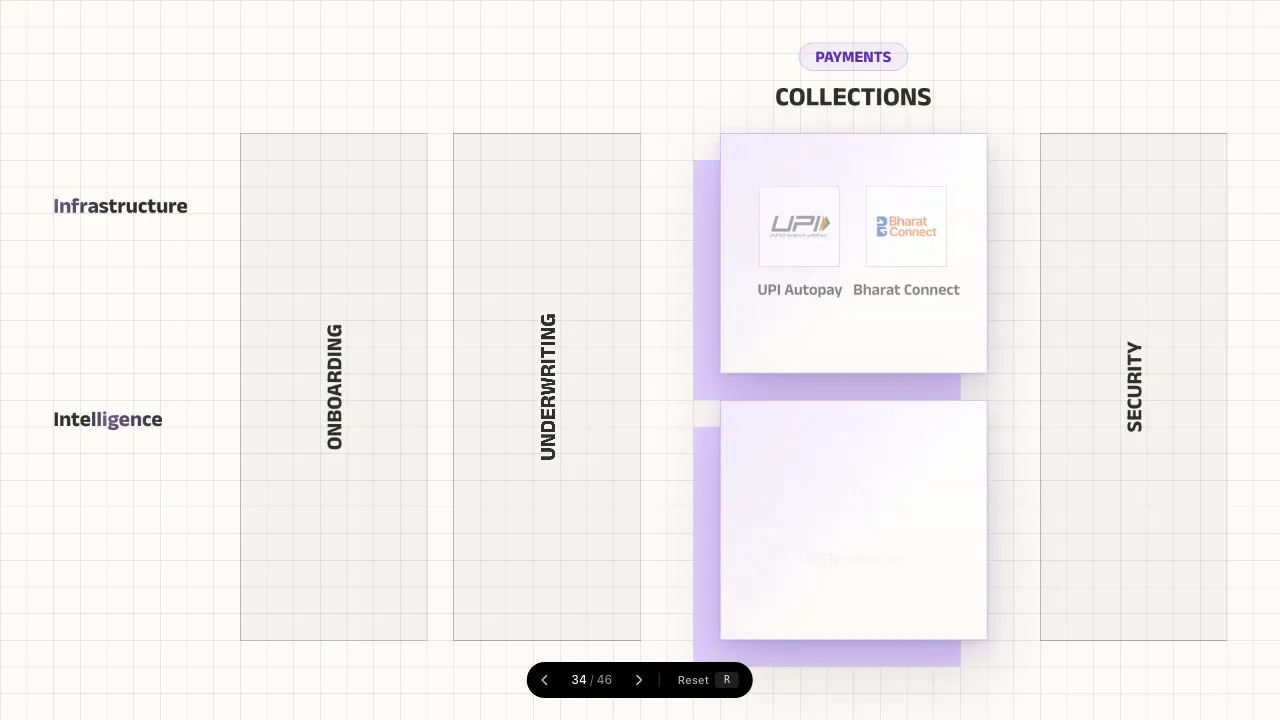 PAYMENTS
COLLECTIONS
Infrastructure
Intelligence
ONBOARDING
UNDERWRITING
UPI
Bharat
Connect
UPI Autopay
Bharat Connect
SECURITY
34 / 46
Reset R